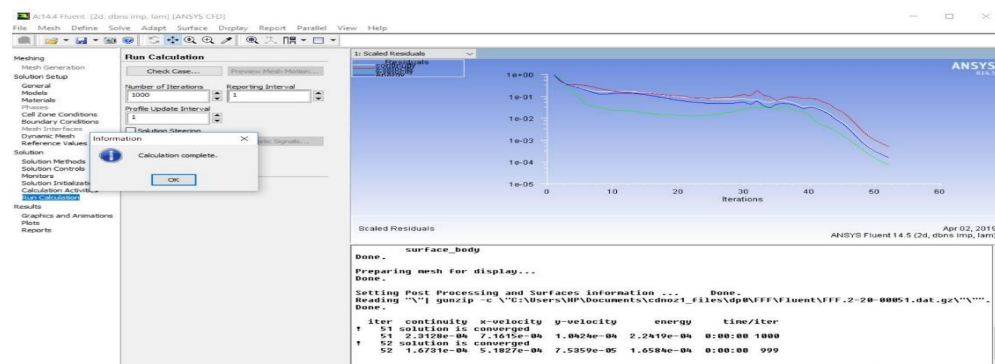 A:14.4 Fluent [2d, dbns imp, lam] [ANSYS CFD]
File Mesh Define Solve Adapt Surface Display Report Parallel View Help
Meshing
Mesh Generation
Solution Setup
General
Models
Materials
Phases
Cell Zone Conditions
Boundary Conditions
Mesh Interfaces
Dynamic Mesh
Reference Values
Solution
Solution Methods
Solution Controls
Monitors
Solution Initializati
Calculation Activities
Run Calculation
Results
Graphics and Animations
Plots
Reports
Run Calculation
Check Case... Preview Mesh Motion...
Number of Iterations Reporting Interval
1000 1
Profile Update Interval
1
Solution Steering
Signals...
Information
Calculation complete.
OK
1: Scaled Residuals
Residuals
continuity
ANSYS
1e+00
1e-01
1e-02
1e-03
1e-04
1e-05
0 10 20 30 40 50 60
Iterations
Scaled Residuals
Apr 02, 2019
ANSYS Fluent 14.5 (2d, dbns imp, lam)
surface_body
Done.
Preparing mesh for display...
Done.
Setting Post Processing and Surfaces information ... Done.
Reading "\"| gunzip -c \"C:\Users\HP\Documents\cdnoz1_files\dp0\FFF\Fluent\FFF.2-20-00051.dat.gz\"\"".
Done.
iter continuity x-velocity y-velocity energy time/iter
! 51 solution is converged
51 2.3128e-04 7.1615e-04 1.0424e-04 2.2419e-04 0:00:00 1000
! 52 solution is converged
52 1.6731e-04 5.1827e-04 7.5359e-05 1.6584e-04 0:00:00 999